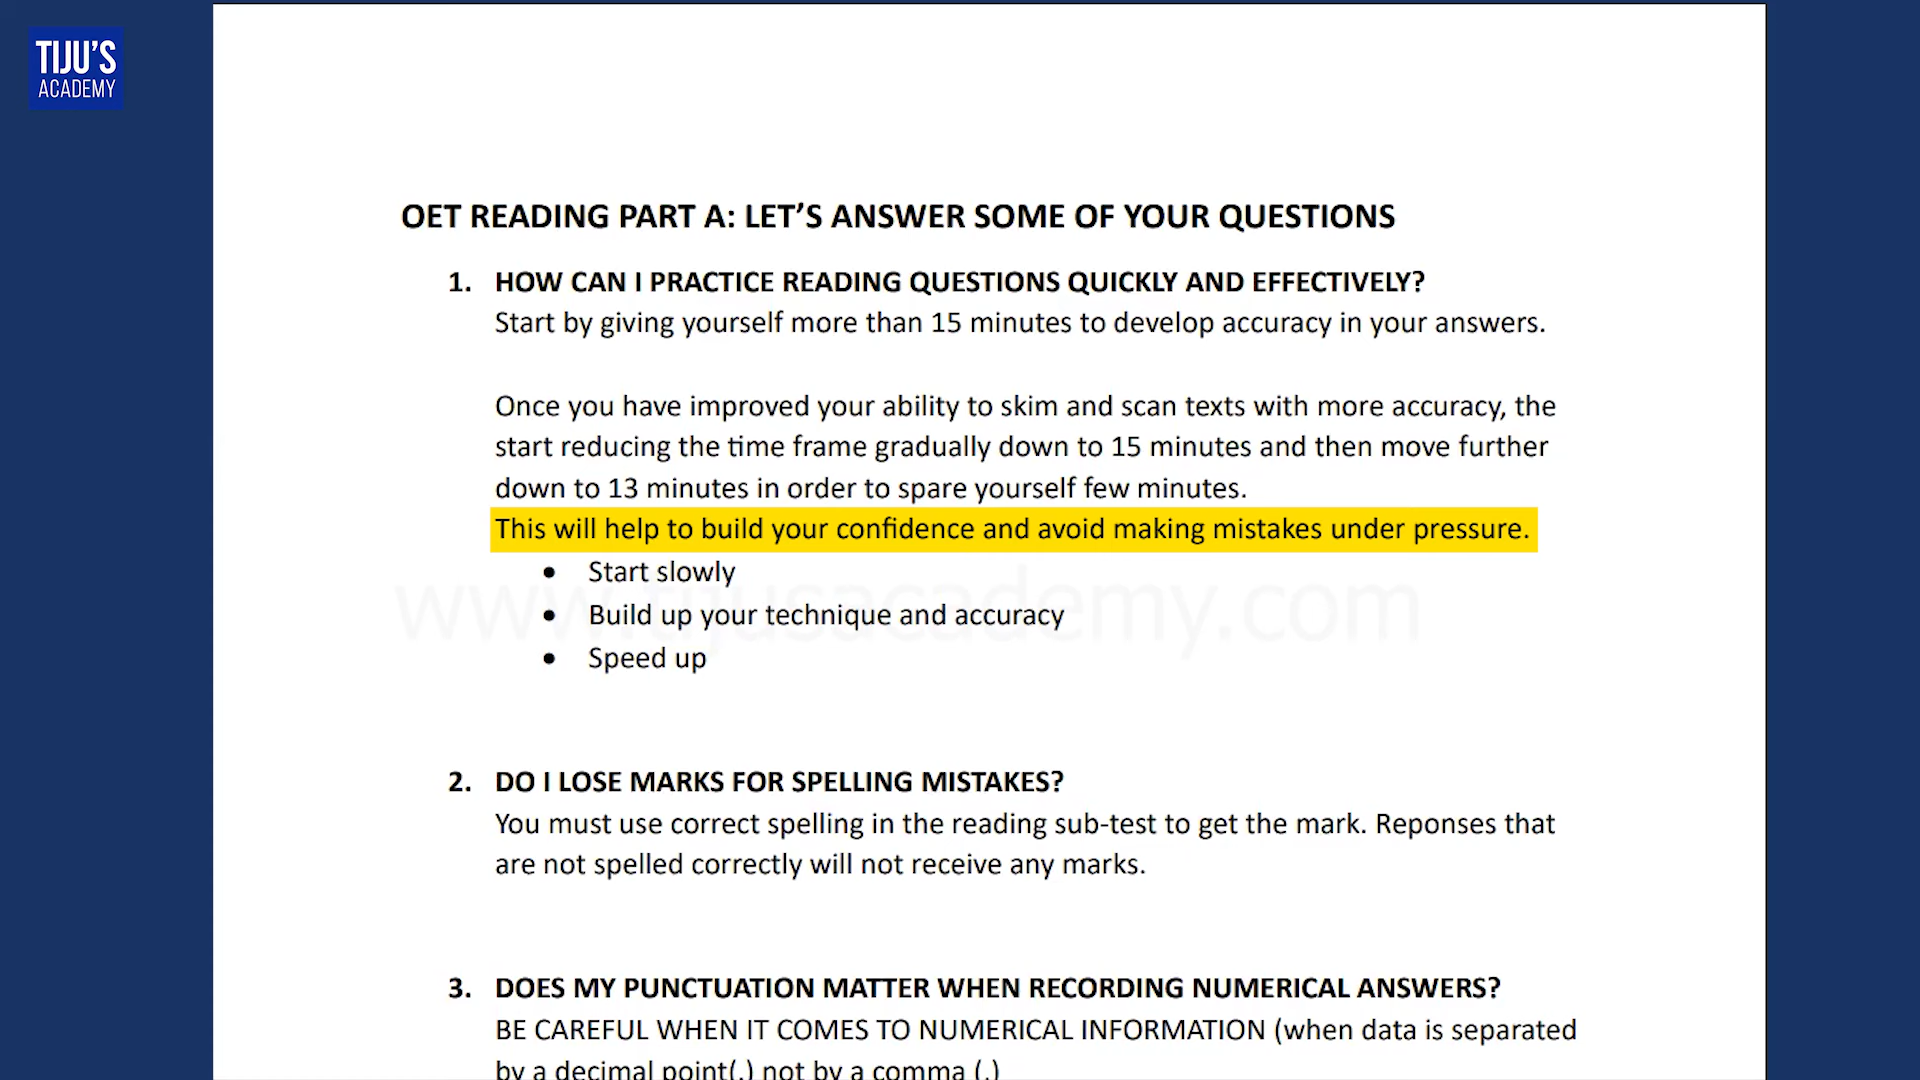 TIJU'S
ACADEMY
OET READING PART A: LET'S ANSWER SOME OF YOUR QUESTIONS
1. HOW CAN I PRACTICE READING QUESTIONS QUICKLY AND EFFECTIVELY?
Start by giving yourself more than 15 minutes to develop accuracy in your answers.
Once you have improved your ability to skim and scan texts with more accuracy, the
start reducing the time frame gradually down to 15 minutes and then move further
down to 13 minutes in order to spare yourself few minutes.
This will help to build your confidence and avoid making mistakes under pressure.
• Start slowly
www.tijusacademy.com
• Build up your technique and accuracy
• Speed up
2. DO I LOSE MARKS FOR SPELLING MISTAKES?
You must use correct spelling in the reading sub-test to get the mark. Reponses that
are not spelled correctly will not receive any marks.
3. DOES MY PUNCTUATION MATTER WHEN RECORDING NUMERICAL ANSWERS?
BE CAREFUL WHEN IT COMES TO NUMERICAL INFORMATION (when data is separated
by a decimal point(.) not by a comma (,)